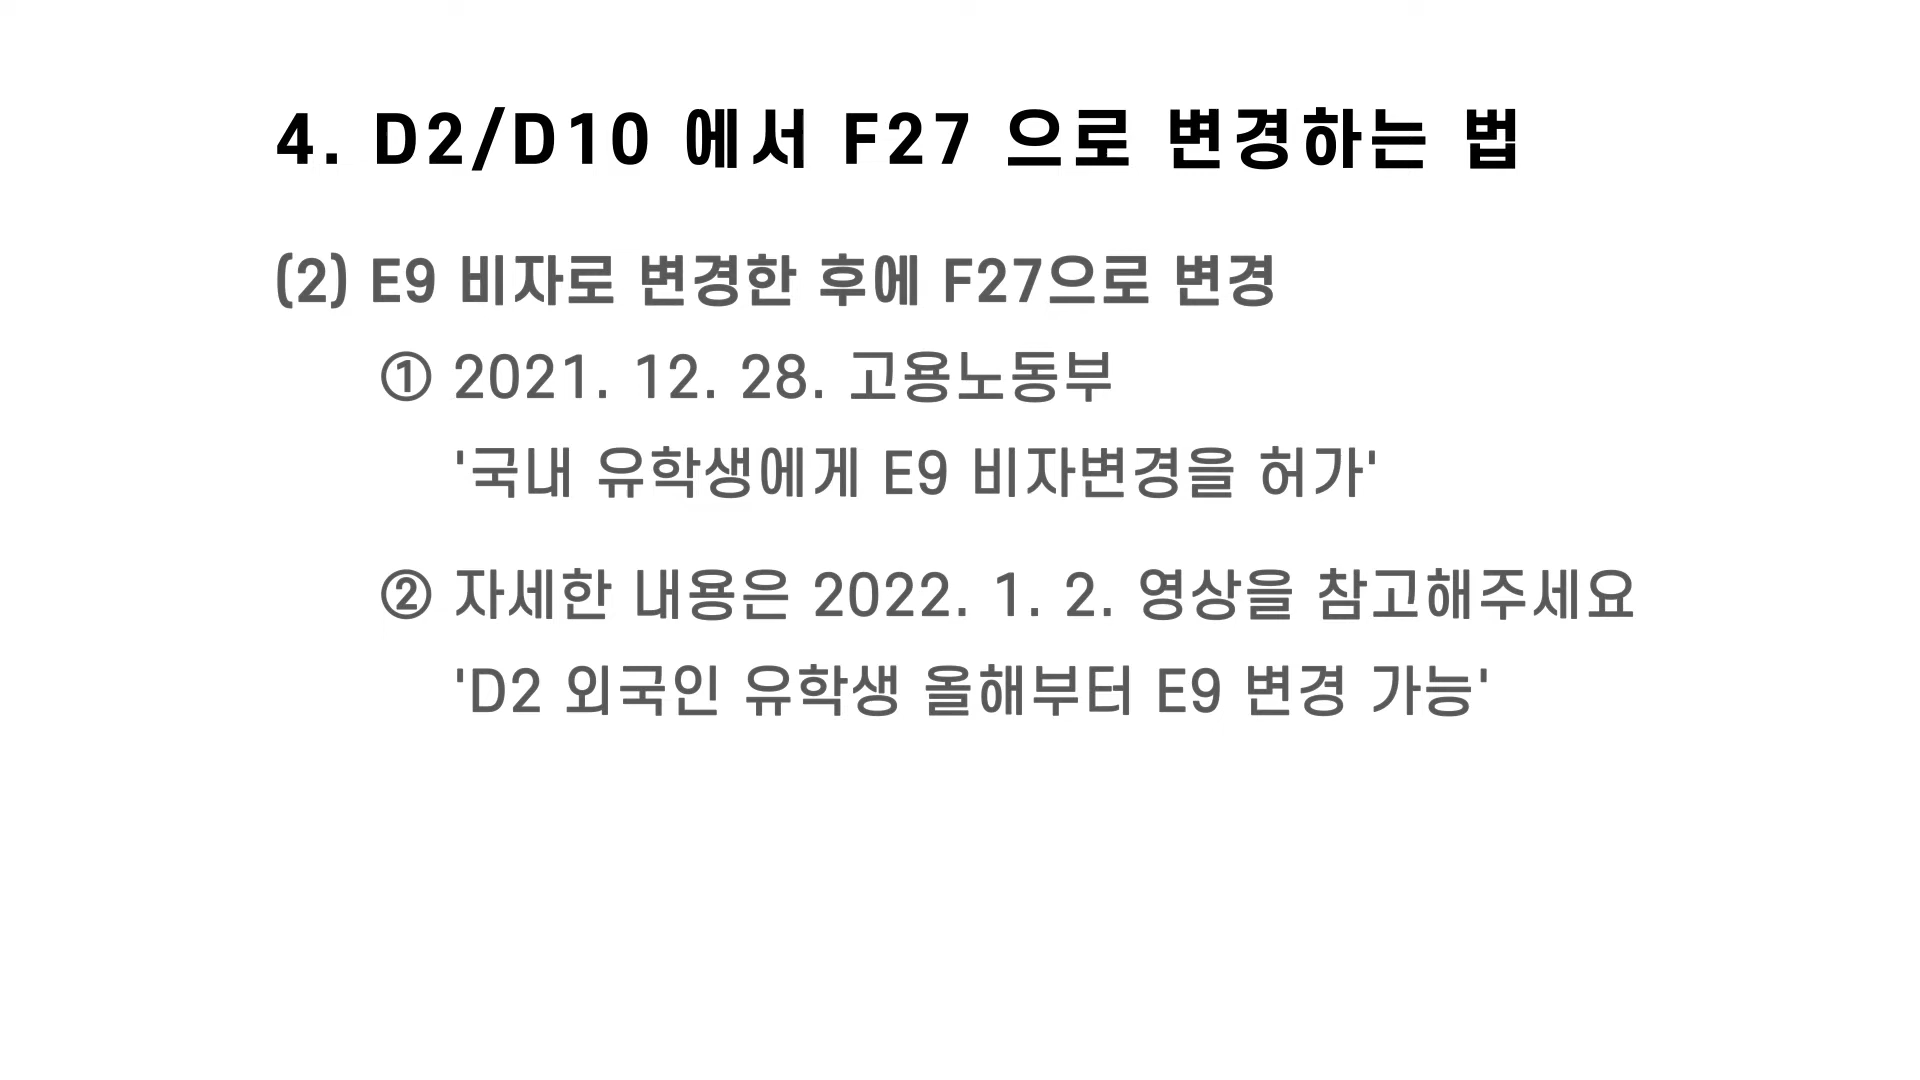 4. D2/D10 에서 F27 으로 변경하는 법
(2) E9 비자로 변경한 후에 F27으로 변경
① 2021. 12. 28. 고용노동부
'국내 유학생에게 E9 비자변경을 허가'
② 자세한 내용은 2022. 1. 2. 영상을 참고해주세요
'D2 외국인 유학생 올해부터 E9 변경 가능'